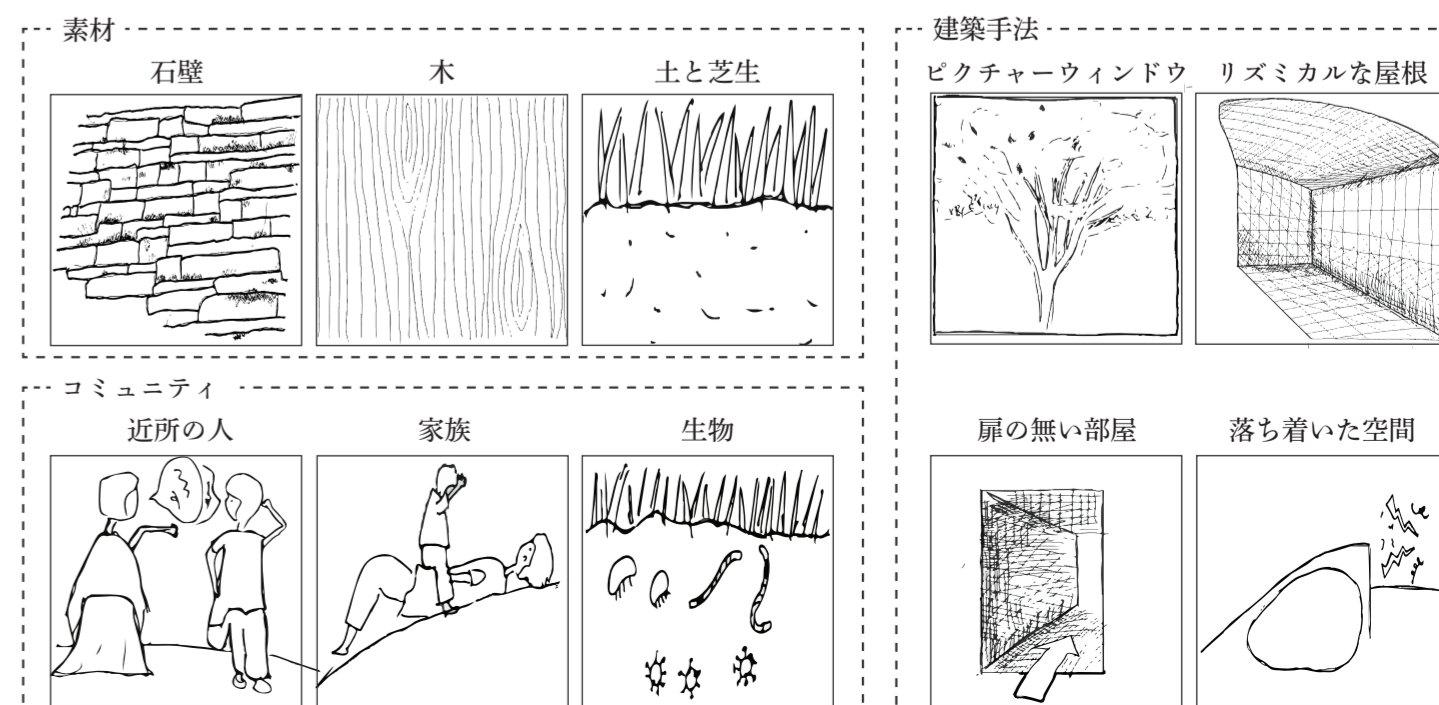 素材
石壁
木
土と芝生
コミュニティ
近所の人
家族
生物
建築手法
ピクチャーウィンドウ
リズミカルな屋根
扉の無い部屋
落ち着いた空間